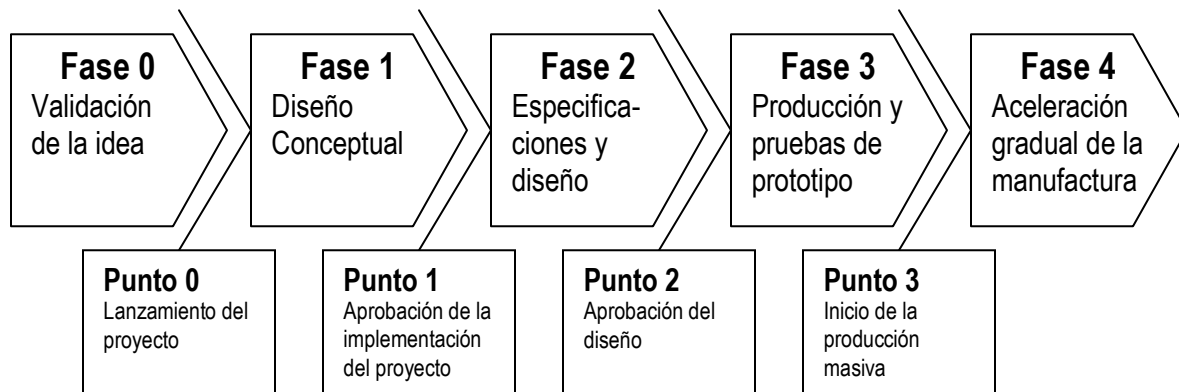 Fase 0
Validación
de la idea
Fase 1
Diseño
Conceptual
Fase 2
Especifica-
ciones y
diseño
Fase 3
Producción y
pruebas de
prototipo
Fase 4
Aceleración
gradual de la
manufactura
Punto 0
Lanzamiento del
proyecto
Punto 1
Aprobación de la
implementación
del proyecto
Punto 2
Aprobación del
diseño
Punto 3
Inicio de la
producción
masiva